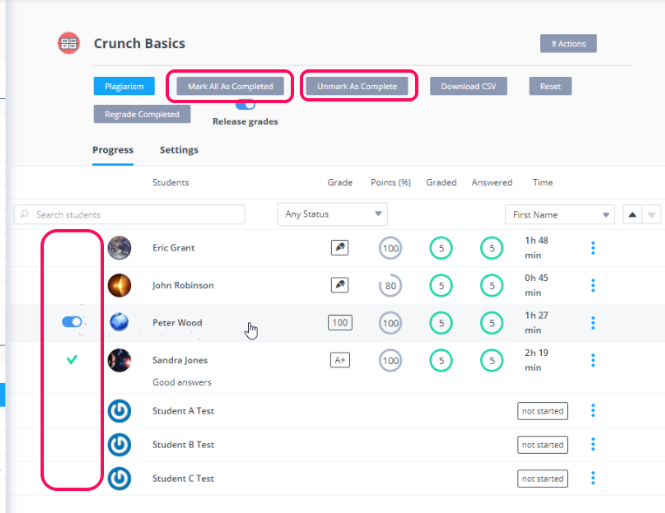 Crunch Basics
Actions
Plagiarism
Mark All As Completed
Unmark As Complete
Download CSV
Reset
Regrade Completed
Release grades
Progress
Settings
Students Grade Points (%) Graded Answered Time
Search students
Any Status
First Name
Eric Grant 100 5 5 1h 48
min
John Robinson 80 5 5 0h 45
min
Peter Wood 100 100 5 5 1h 27
min
Sandra Jones A+ 100 5 5 2h 19
min
Good answers
Student A Test not started
Student B Test not started
Student C Test not started